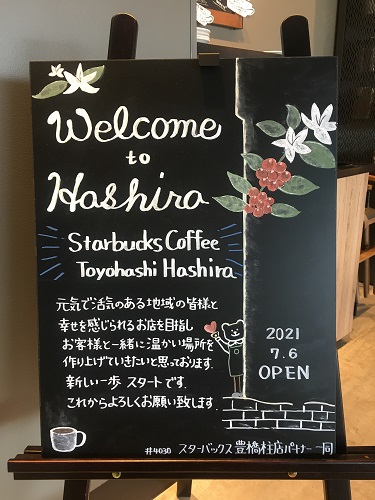 Welcome
to
Hashira
Starbucks Coffee
Toyohashi Hashira
元気で活気のある地域の皆様と
幸せを感じられるお店を目指し
お客様と一緒に温かい場所を
作り上げていきたいと思っております.
新しい一歩 スタートです.
これからよろしくお願い致します.
2021
7.6
OPEN
#4030 スターバックス 豊橋柱店パートナー 一同